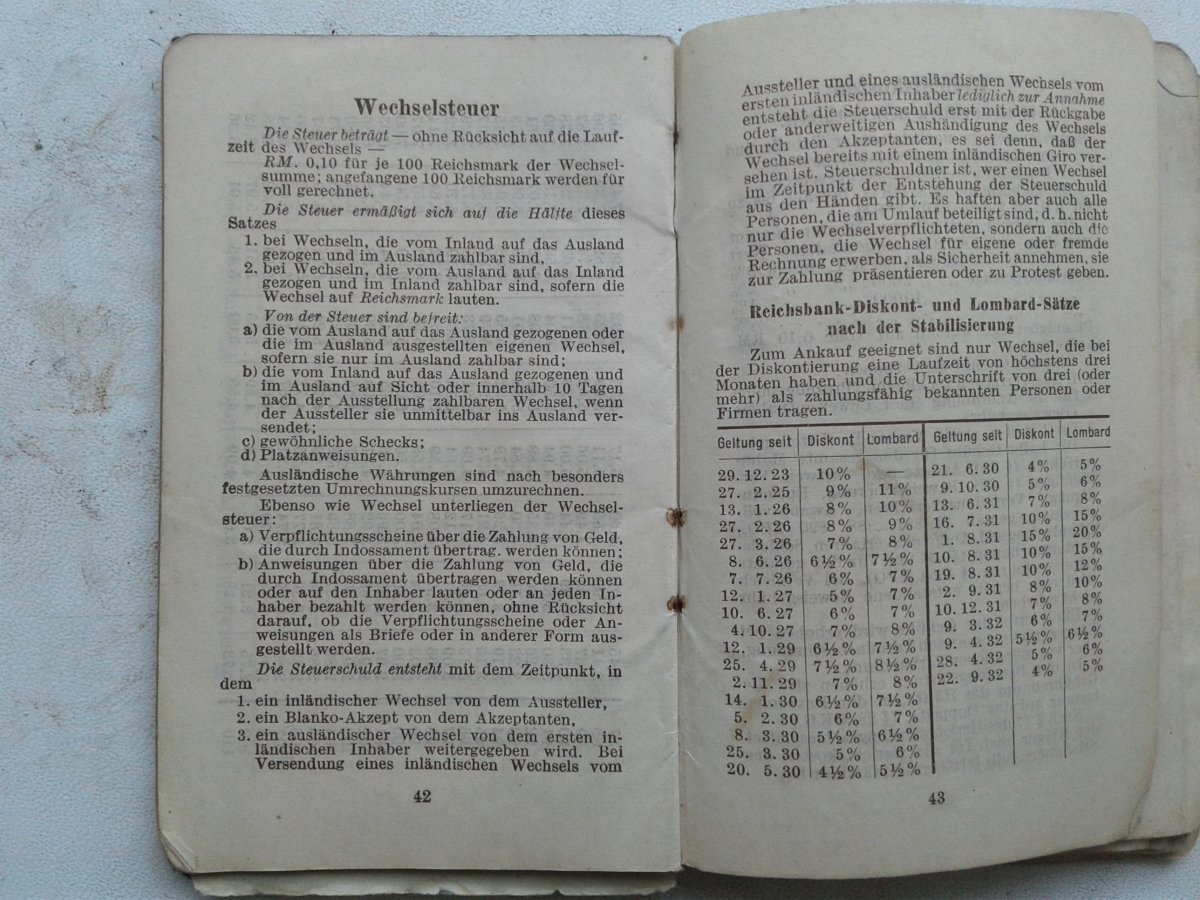 Wechselsteuer
Die Steuer beträgt — ohne Rücksicht auf die Lauf-
zeit des Wechsels —
RM. 0,10 für je 100 Reichsmark der Wechsel-
summe; angefangene 100 Reichsmark werden für
voll gerechnet.
Die Steuer ermäßigt sich auf die Hälfte dieses
Satzes
1. bei Wechseln, die vom Inland auf das Ausland
gezogen und im Ausland zahlbar sind,
2. bei Wechseln, die vom Ausland auf das Inland
gezogen und im Inland zahlbar sind, sofern die
Wechsel auf Reichsmark lauten.
Von der Steuer sind befreit:
a) die vom Ausland auf das Ausland gezogenen oder
die im Ausland ausgestellten eigenen Wechsel,
sofern sie nur im Ausland zahlbar sind;
b) die vom Inland auf das Ausland gezogenen und
im Ausland auf Sicht oder innerhalb 10 Tagen
nach der Ausstellung zahlbaren Wechsel, wenn
der Aussteller sie unmittelbar ins Ausland ver-
sendet;
c) gewöhnliche Schecks;
d) Platzanweisungen.
Ausländische Währungen sind nach besonders
festgesetzten Umrechnungskursen umzurechnen.
Ebenso wie Wechsel unterliegen der Wechsel-
steuer:
a) Verpflichtungsscheine über die Zahlung von Geld,
die durch Indossament übertrag. werden können;
b) Anweisungen über die Zahlung von Geld, die
durch Indossament übertragen werden können
oder auf den Inhaber lauten oder an jeden In-
haber bezahlt werden können, ohne Rücksicht
darauf, ob die Verpflichtungsscheine oder An-
weisungen als Briefe oder in anderer Form aus-
gestellt werden.
Die Steuerschuld entsteht mit dem Zeitpunkt, in
dem
1. ein inländischer Wechsel von dem Aussteller,
2. ein Blanko-Akzept von dem Akzeptanten,
3. ein ausländischer Wechsel von dem ersten in-
ländischen Inhaber weitergegeben wird. Bei
Versendung eines inländischen Wechsels vom
42
Aussteller und eines ausländischen Wechsels vom
ersten inländischen Inhaber lediglich zur Annahme
entsteht die Steuerschuld erst mit der Rückgabe
oder anderweitigen Aushändigung des Wechsels
durch den Akzeptanten, es sei denn, daß der
Wechsel bereits mit einem inländischen Giro ver-
sehen ist. Steuerschuldner ist, wer einen Wechsel
im Zeitpunkt der Entstehung der Steuerschuld
aus den Händen gibt. Es haften aber auch alle
Personen, die am Umlauf beteiligt sind, d. h. nicht
nur die Wechselverpflichteten, sondern auch die
Personen, die Wechsel für eigene oder fremde
Rechnung erwerben, als Sicherheit annehmen, sie
zur Zahlung präsentieren oder zu Protest geben.
Reichsbank-Diskont- und Lombard-Sätze
nach der Stabilisierung
Zum Ankauf geeignet sind nur Wechsel, die bei
der Diskontierung eine Laufzeit von höchstens drei
Monaten haben und die Unterschrift von drei (oder
mehr) als zahlungsfähig bekannten Personen oder
Firmen tragen.
Geltung seit Diskont Lombard Geltung seit Diskont Lombard
29. 12. 23 10% — 21. 6. 30 4% 5%
27. 2. 25 9% 11% 9. 10. 30 5% 6%
13. 1. 26 8% 10% 13. 6. 31 7% 8%
27. 2. 26 8% 9% 16. 7. 31 10% 15%
27. 3. 26 7% 8% 1. 8. 31 15% 20%
8. 6. 26 6½% 7½% 10. 8. 31 10% 15%
7. 7. 26 6% 7% 19. 8. 31 10% 12%
12. 1. 27 5% 7% 2. 9. 31 8% 10%
10. 6. 27 6% 7% 10. 12. 31 7% 8%
4. 10. 27 7% 8% 9. 3. 32 6% 7%
12. 1. 29 6½% 7½% 9. 4. 32 5½% 6½%
25. 4. 29 7½% 8½% 28. 4. 32 5% 6%
2. 11. 29 7% 8% 22. 9. 32 4% 5%
14. 1. 30 6½% 7½%
5. 2. 30 6% 7%
8. 3. 30 5½% 6½%
25. 3. 30 5% 6%
20. 5. 30 4½% 5½%
43